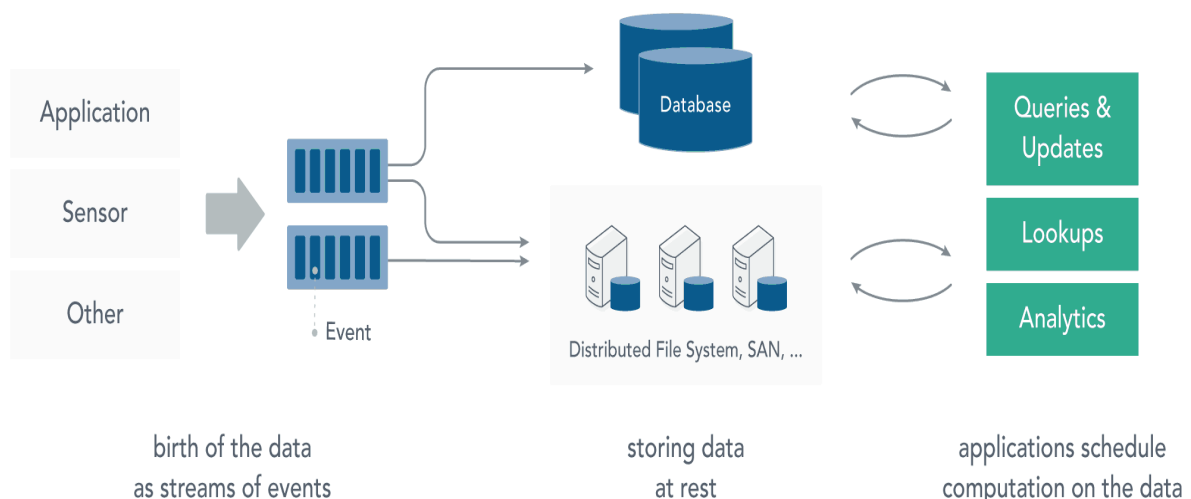 Application
Sensor
Other
Event
Database
Distributed File System, SAN, ...
Queries &
Updates
Lookups
Analytics
birth of the data
as streams of events
storing data
at rest
applications schedule
computation on the data